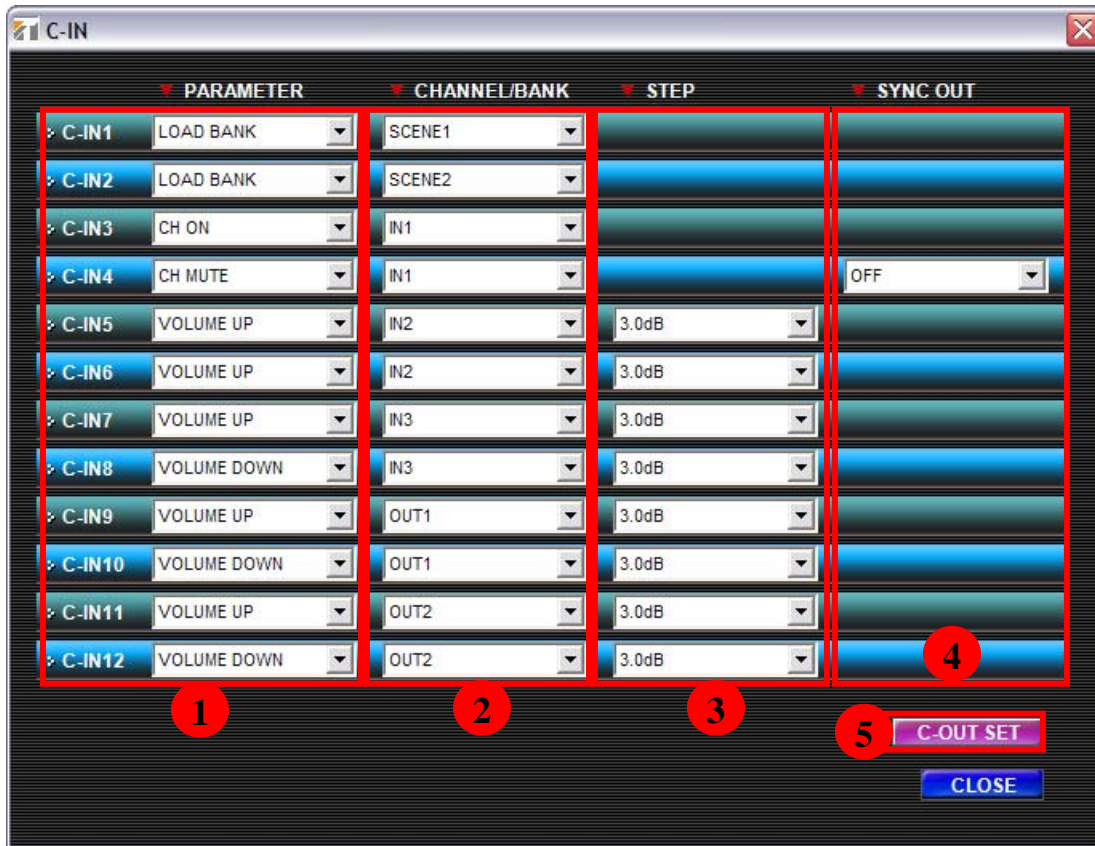 C-IN
PARAMETER CHANNEL/BANK STEP SYNC OUT
C-IN1 LOAD BANK SCENE1
C-IN2 LOAD BANK SCENE2
C-IN3 CH ON IN1
C-IN4 CH MUTE IN1 OFF
C-IN5 VOLUME UP IN2 3.0dB
C-IN6 VOLUME UP IN2 3.0dB
C-IN7 VOLUME UP IN3 3.0dB
C-IN8 VOLUME DOWN IN3 3.0dB
C-IN9 VOLUME UP OUT1 3.0dB
C-IN10 VOLUME DOWN OUT1 3.0dB
C-IN11 VOLUME UP OUT2 3.0dB
C-IN12 VOLUME DOWN OUT2 3.0dB
1 2 3 4
5 C-OUT SET
CLOSE